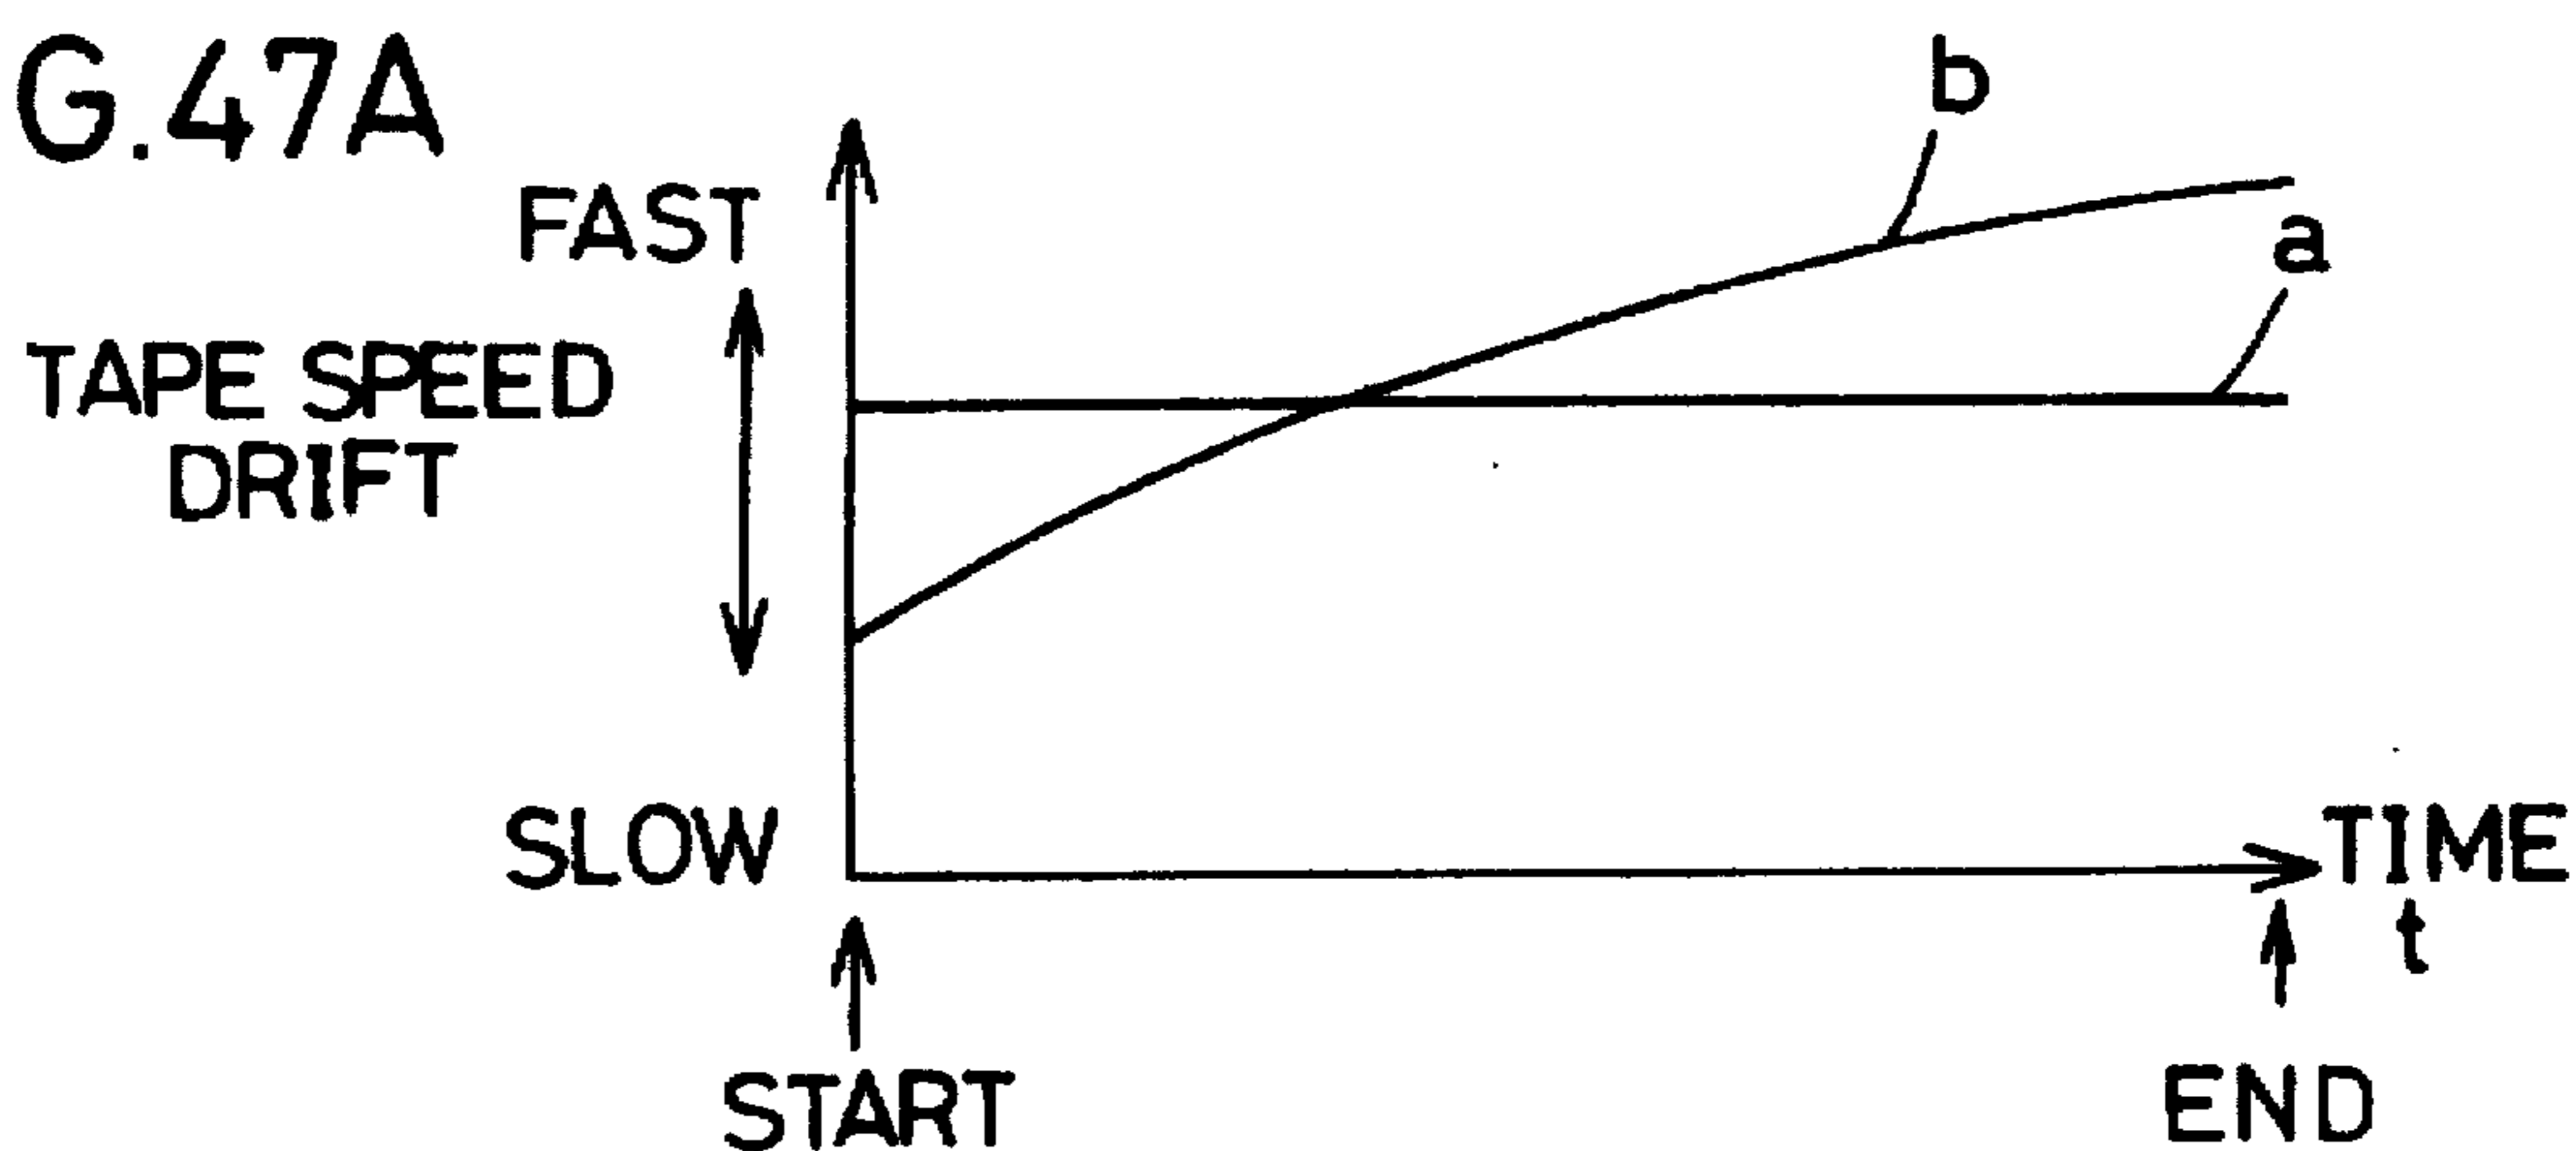 G.47A
b
FAST
a
TAPE SPEED
DRIFT
SLOW
TIME
t
START
END